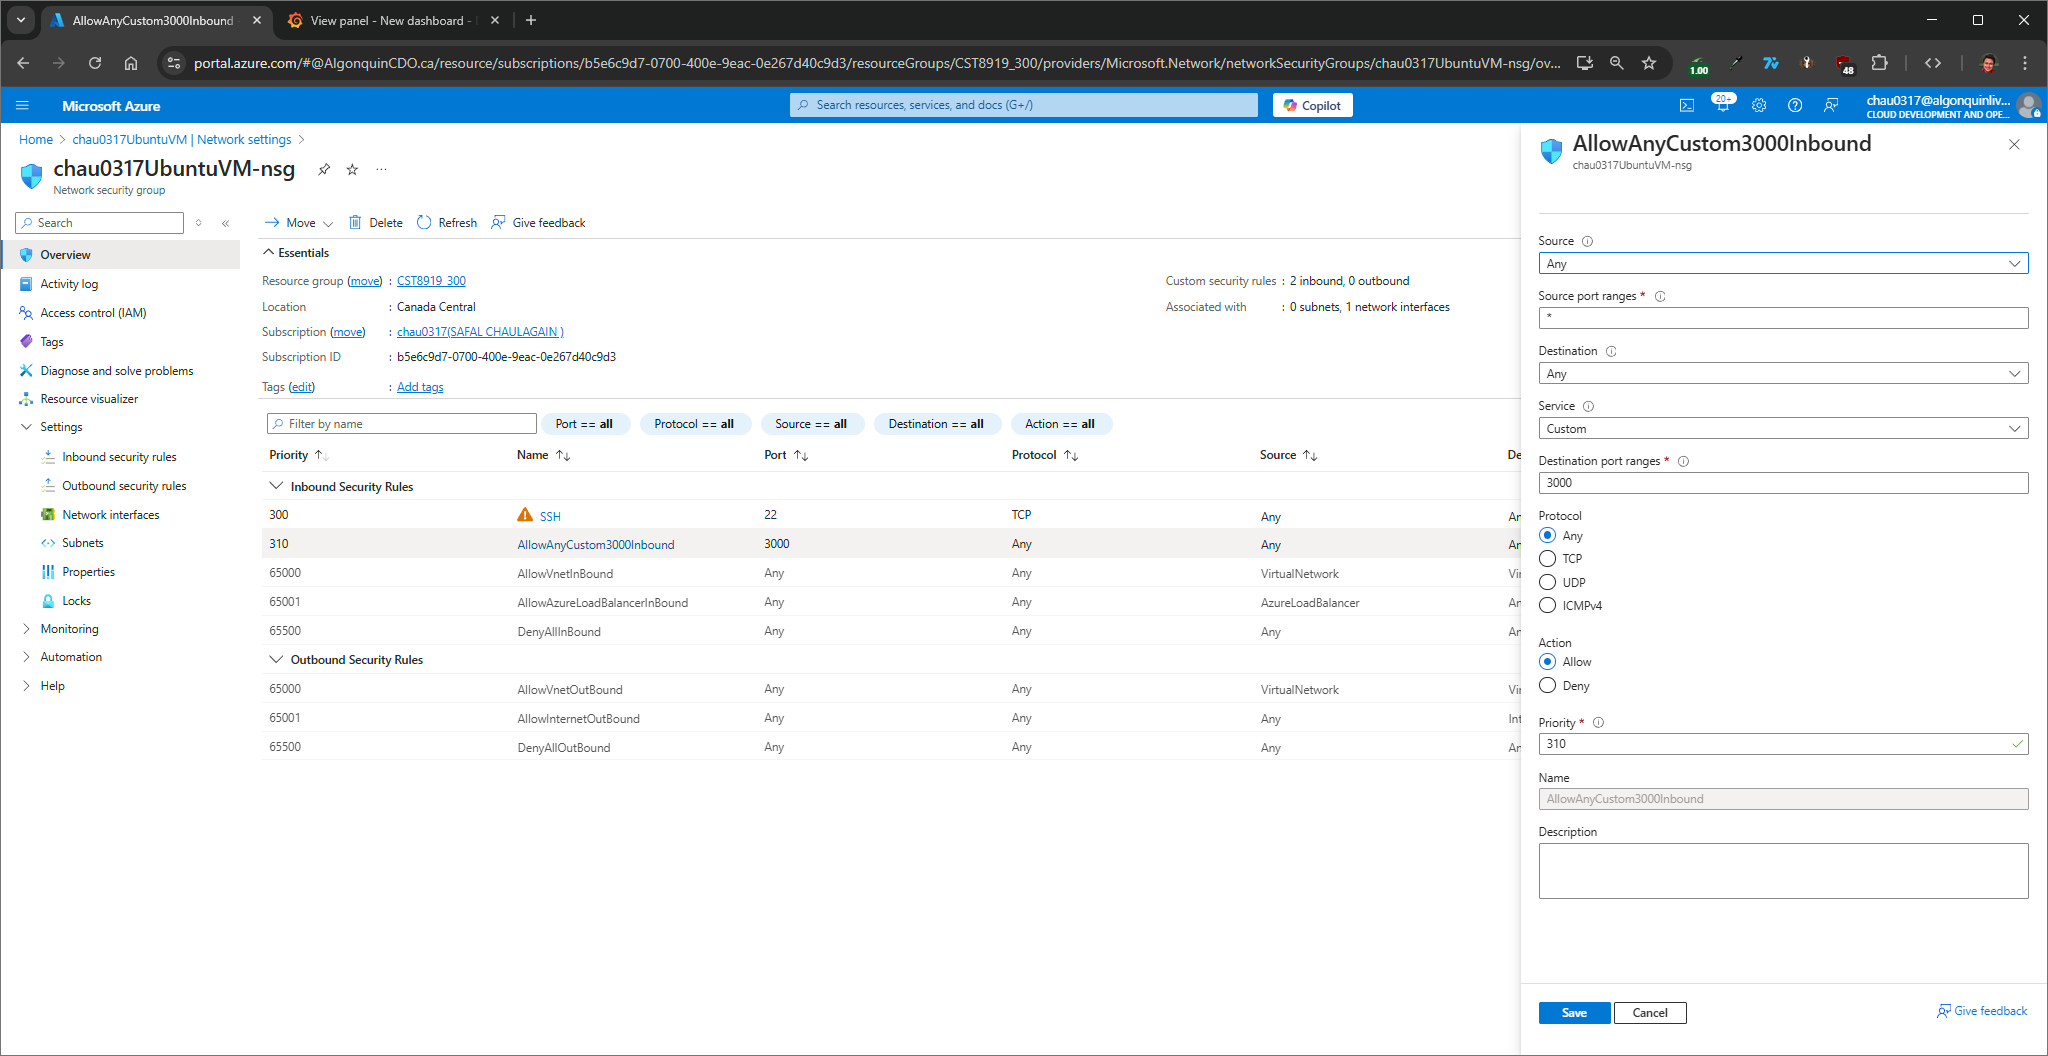 AllowAnyCustom3000Inbound
View panel - New dashboard -
portal.azure.com/#@AlgonquinCDO.ca/resource/subscriptions/b5e6c9d7-0700-400e-9eac-0e267d40c9d3/resourceGroups/CST8919_300/providers/Microsoft.Network/networkSecurityGroups/chau0317UbuntuVM-nsg/ov...
1.00
48
Microsoft Azure
Search resources, services, and docs (G+/)
Copilot
20+
chau0317@algonquinliv...
CLOUD DEVELOPMENT AND OPE...
Home > chau0317UbuntuVM | Network settings >
chau0317UbuntuVM-nsg
Network security group
Search
Overview
Activity log
Access control (IAM)
Tags
Diagnose and solve problems
Resource visualizer
Settings
Inbound security rules
Outbound security rules
Network interfaces
Subnets
Properties
Locks
Monitoring
Automation
Help
Move Delete Refresh Give feedback
Essentials
Resource group (move) : CST8919_300
Location : Canada Central
Subscription (move) : chau0317(SAFAL CHAULAGAIN )
Subscription ID : b5e6c9d7-0700-400e-9eac-0e267d40c9d3
Tags (edit) : Add tags
Custom security rules : 2 inbound, 0 outbound
Associated with : 0 subnets, 1 network interfaces
Filter by name Port == all Protocol == all Source == all Destination == all Action == all
Priority Name Port Protocol Source De
Inbound Security Rules
300 SSH 22 TCP Any An
310 AllowAnyCustom3000Inbound 3000 Any Any An
65000 AllowVnetInBound Any Any VirtualNetwork Vir
65001 AllowAzureLoadBalancerInBound Any Any AzureLoadBalancer An
65500 DenyAllInBound Any Any Any An
Outbound Security Rules
65000 AllowVnetOutBound Any Any VirtualNetwork Vir
65001 AllowInternetOutBound Any Any Any Int
65500 DenyAllOutBound Any Any Any An
AllowAnyCustom3000Inbound
chau0317UbuntuVM-nsg
Source
Any
Source port ranges *
*
Destination
Any
Service
Custom
Destination port ranges *
3000
Protocol
Any
TCP
UDP
ICMPv4
Action
Allow
Deny
Priority *
310
Name
AllowAnyCustom3000Inbound
Description
Save
Cancel
Give feedback